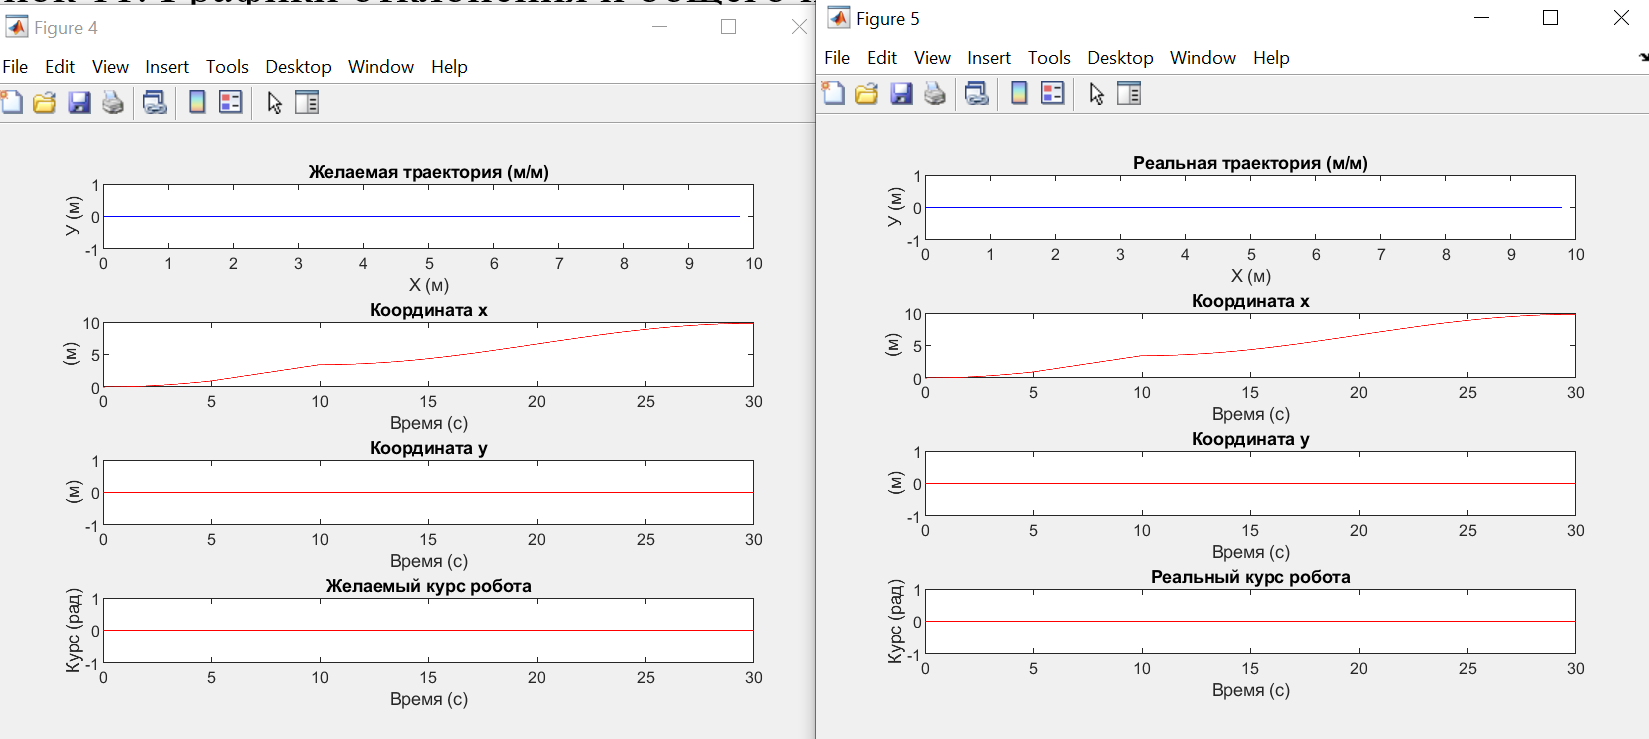 Figure 4
File Edit View Insert Tools Desktop Window Help
Желаемая траектория (м/м)
У (м)
1
0
-1
0 1 2 3 4 5 6 7 8 9 10
Х (м)
Координата x
(м)
10
5
0
0 5 10 15 20 25 30
Время (с)
Координата y
(м)
1
0
-1
0 5 10 15 20 25 30
Время (с)
Желаемый курс робота
Курс (рад)
1
0
-1
0 5 10 15 20 25 30
Время (с)
Figure 5
File Edit View Insert Tools Desktop Window Help
Реальная траектория (м/м)
У (м)
1
0
-1
0 1 2 3 4 5 6 7 8 9 10
Х (м)
Координата x
(м)
10
5
0
0 5 10 15 20 25 30
Время (с)
Координата y
(м)
1
0
-1
0 5 10 15 20 25 30
Время (с)
Реальный курс робота
Курс (рад)
1
0
-1
0 5 10 15 20 25 30
Время (с)